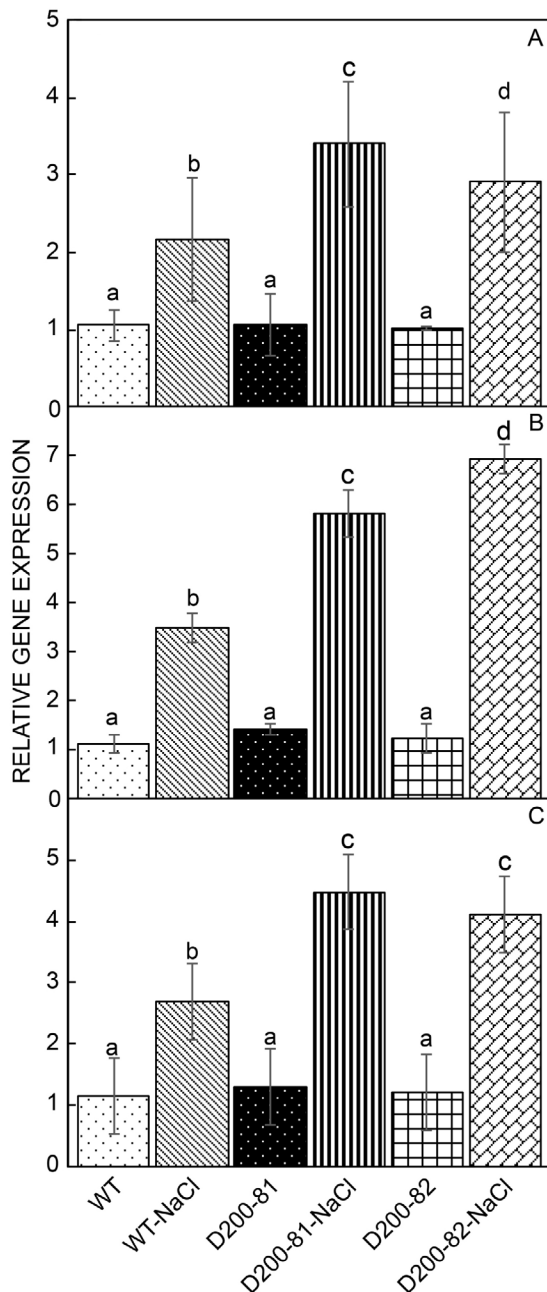 RELATIVE GENE EXPRESSION
A
5
4
3
2
1
0
a
b
a
c
a
d
B
7
6
5
4
3
2
1
0
a
b
a
c
a
d
C
5
4
3
2
1
0
a
b
a
c
a
c
WT
WT-NaCl
D200-81
D200-81-NaCl
D200-82
D200-82-NaCl